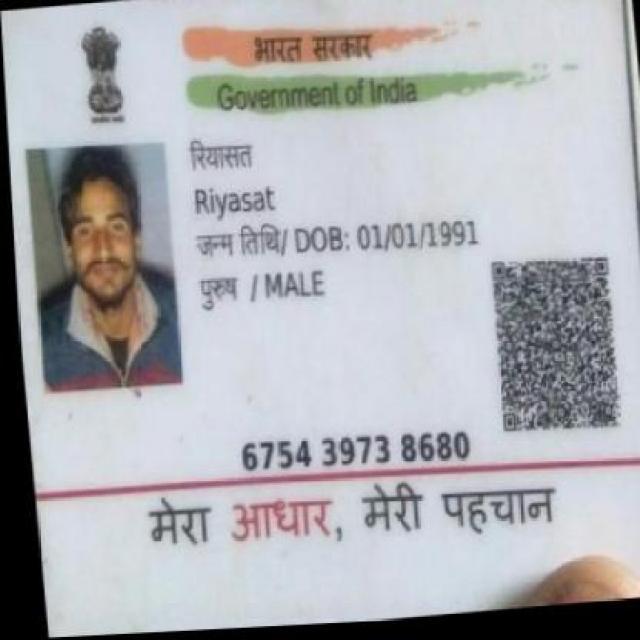 भारत सरकार
Government of India
रियासत
Riyasat
जन्म तिथि/ DOB: 01/01/1991
पुरुष / MALE
6754 3973 8680
मेरा आधार, मेरी पहचान